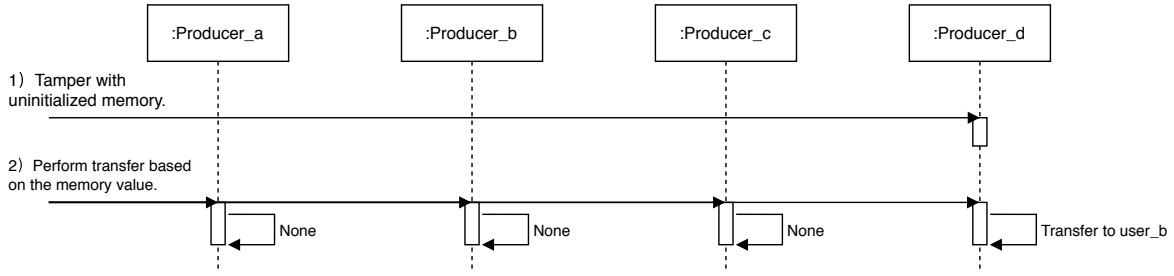 :Producer_a
:Producer_b
:Producer_c
:Producer_d
1）Tamper with
uninitialized memory.
2）Perform transfer based
on the memory value.
None
None
None
Transfer to user_b